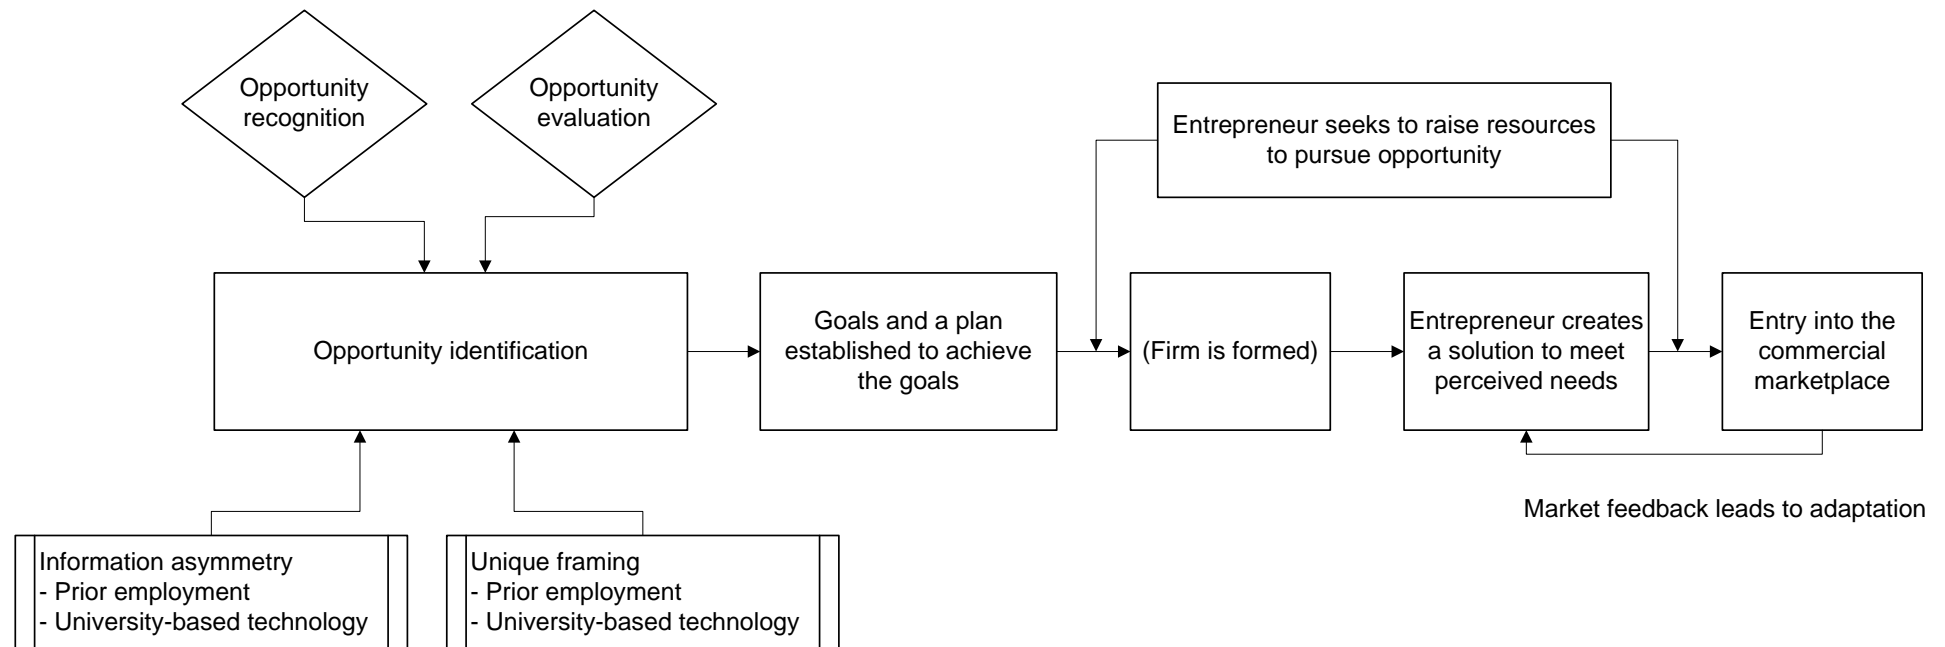 Opportunity
recognition
Opportunity
evaluation
Entrepreneur seeks to raise resources
to pursue opportunity
Opportunity identification
Goals and a plan
established to achieve
the goals
(Firm is formed)
Entrepreneur creates
a solution to meet
perceived needs
Entry into the
commercial
marketplace
Market feedback leads to adaptation
Information asymmetry
- Prior employment
- University-based technology
Unique framing
- Prior employment
- University-based technology